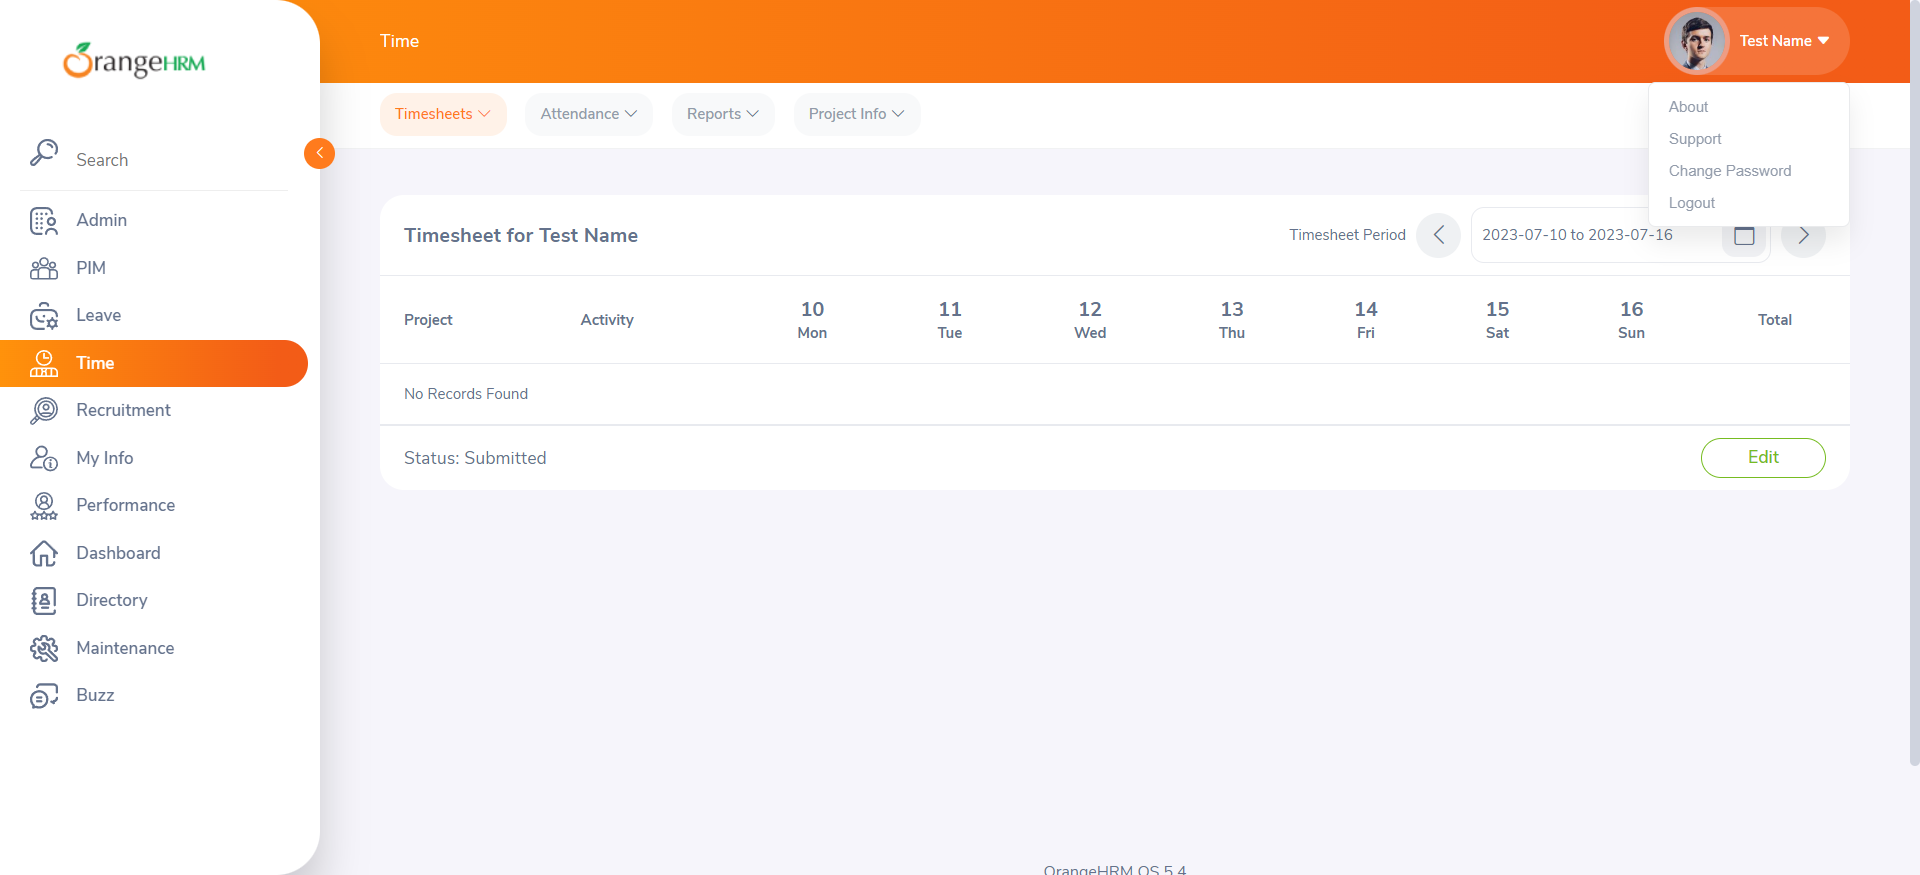 OrangeHRM
Time
Test Name
Search
Admin
PIM
Leave
Time
Recruitment
My Info
Performance
Dashboard
Directory
Maintenance
Buzz
Timesheets
Attendance
Reports
Project Info
About
Support
Change Password
Logout
Timesheet for Test Name
Timesheet Period
2023-07-10 to 2023-07-16
Project Activity 10 11 12 13 14 15 16 Total
Mon Tue Wed Thu Fri Sat Sun
No Records Found
Status: Submitted
Edit
OrangeHRM OS 5.4